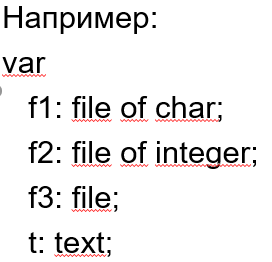 Например:
var
f1: file of char;
f2: file of integer;
f3: file;
t: text;